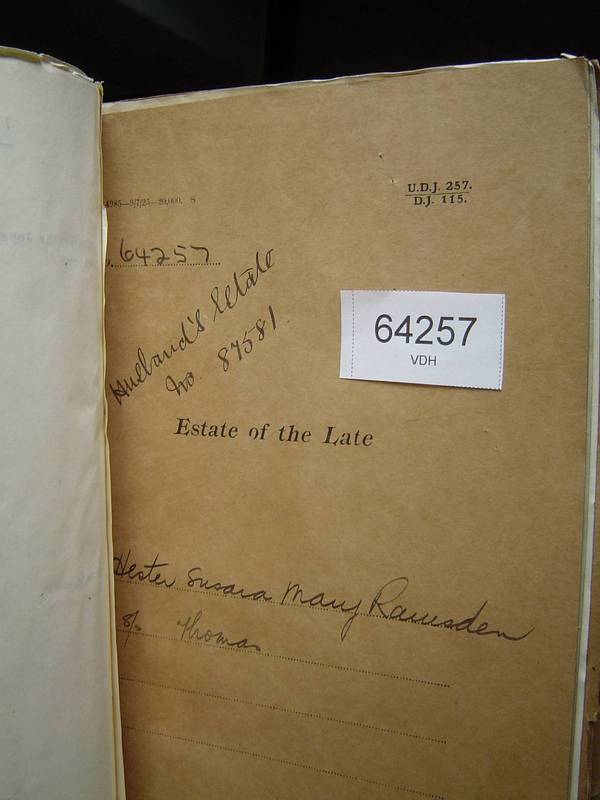 4985—9/7/25—20,000. S
U.D.J. 257.
D.J. 115.
. 64257
Husband's Estate
No. 87581
64257
VDH
Estate of the Late
Hester Susara Mary Ramsden
s/s Thomas